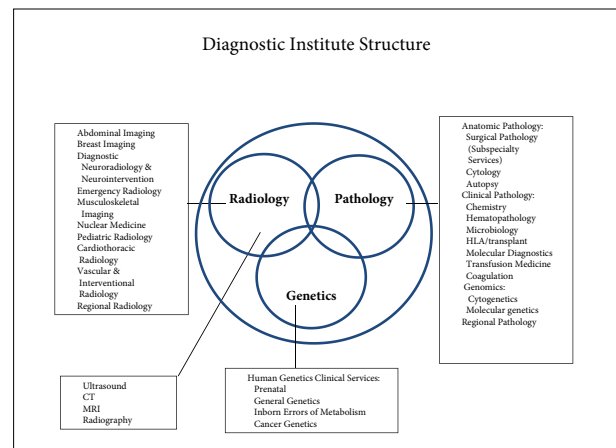 Diagnostic Institute Structure
Abdominal Imaging
Breast Imaging
Diagnostic
Neuroradiology &
Neurointervention
Emergency Radiology
Musculoskeletal
Imaging
Nuclear Medicine
Pediatric Radiology
Cardiothoracic
Radiology
Vascular &
Interventional
Radiology
Regional Radiology
Radiology
Pathology
Genetics
Anatomic Pathology:
Surgical Pathology
(Subspecialty
Services)
Cytology
Autopsy
Clinical Pathology:
Chemistry
Hematopathology
Microbiology
HLA/transplant
Molecular Diagnostics
Transfusion Medicine
Coagulation
Genomics:
Cytogenetics
Molecular genetics
Regional Pathology
Ultrasound
CT
MRI
Radiography
Human Genetics Clinical Services:
Prenatal
General Genetics
Inborn Errors of Metabolism
Cancer Genetics